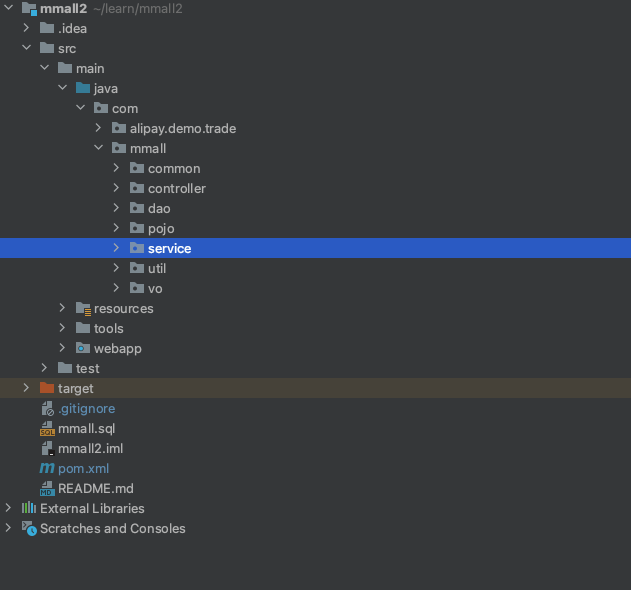 mmall2 ~/learn/mmall2
.idea
src
main
java
com
alipay.demo.trade
mmall
common
controller
dao
pojo
service
util
vo
resources
tools
webapp
test
target
.gitignore
mmall.sql
mmall2.iml
pom.xml
README.md
External Libraries
Scratches and Consoles